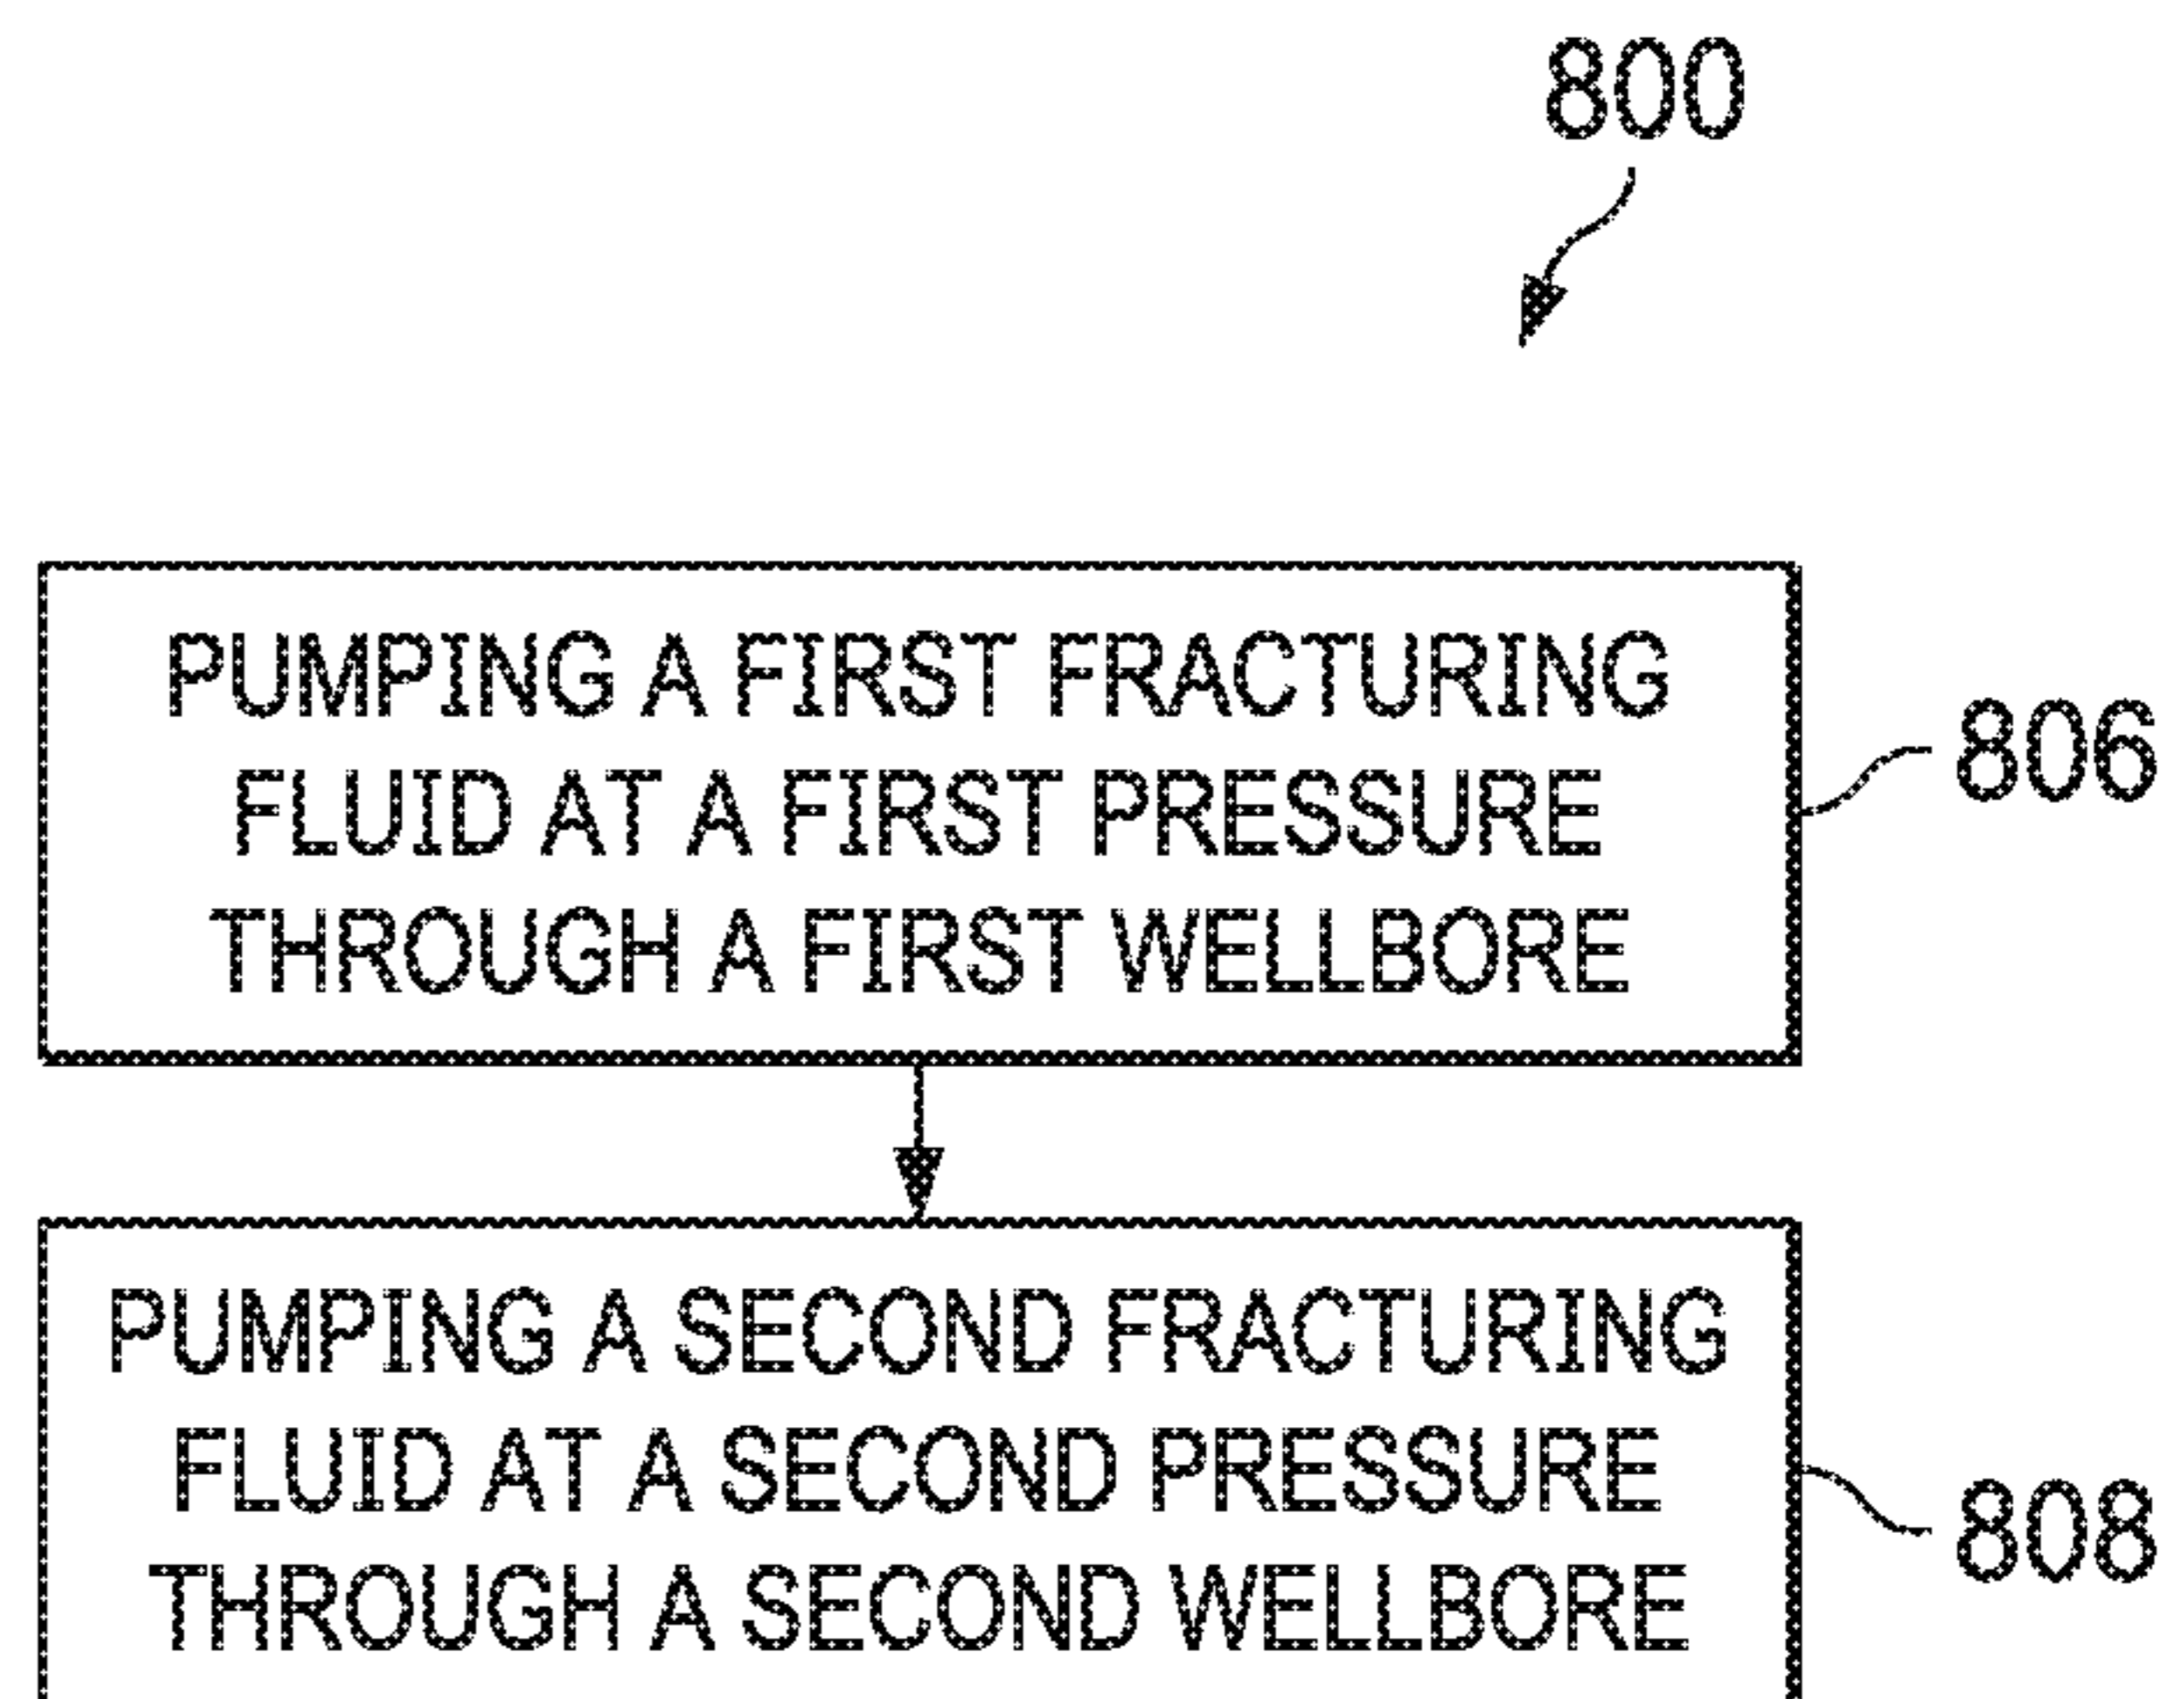 800
PUMPING A FIRST FRACTURING
FLUID AT A FIRST PRESSURE
THROUGH A FIRST WELLBORE
806
PUMPING A SECOND FRACTURING
FLUID AT A SECOND PRESSURE
THROUGH A SECOND WELLBORE
808